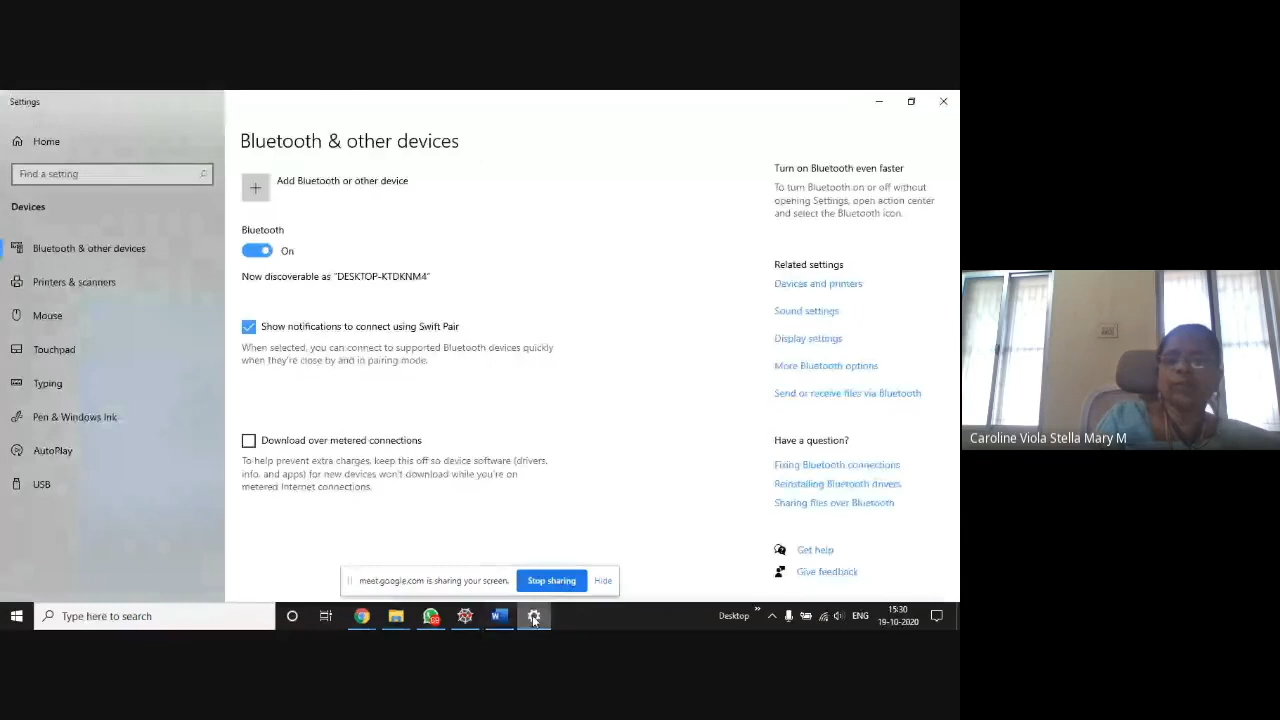 Settings
Home
Find a setting
Devices
Bluetooth & other devices
Printers & scanners
Mouse
Touchpad
Typing
Pen & Windows Ink
AutoPlay
USB
Bluetooth & other devices
Add Bluetooth or other device
Bluetooth
On
Now discoverable as "DESKTOP-KTDKNM4"
Show notifications to connect using Swift Pair
When selected, you can connect to supported Bluetooth devices quickly
when they're close by and in pairing mode.
Download over metered connections
To help prevent extra charges, keep this off so device software (drivers,
info, and apps) for new devices won't download while you're on
metered Internet connections.
Turn on Bluetooth even faster
To turn Bluetooth on or off without
opening Settings, open action center
and select the Bluetooth icon.
Related settings
Devices and printers
Sound settings
Display settings
More Bluetooth options
Send or receive files via Bluetooth
Have a question?
Fixing Bluetooth connections
Reinstalling Bluetooth drivers
Sharing files over Bluetooth
Get help
Give feedback
meet.google.com is sharing your screen.
Stop sharing
Hide
Type here to search
Desktop
ENG
15:30
19-10-2020
Caroline Viola Stella Mary M